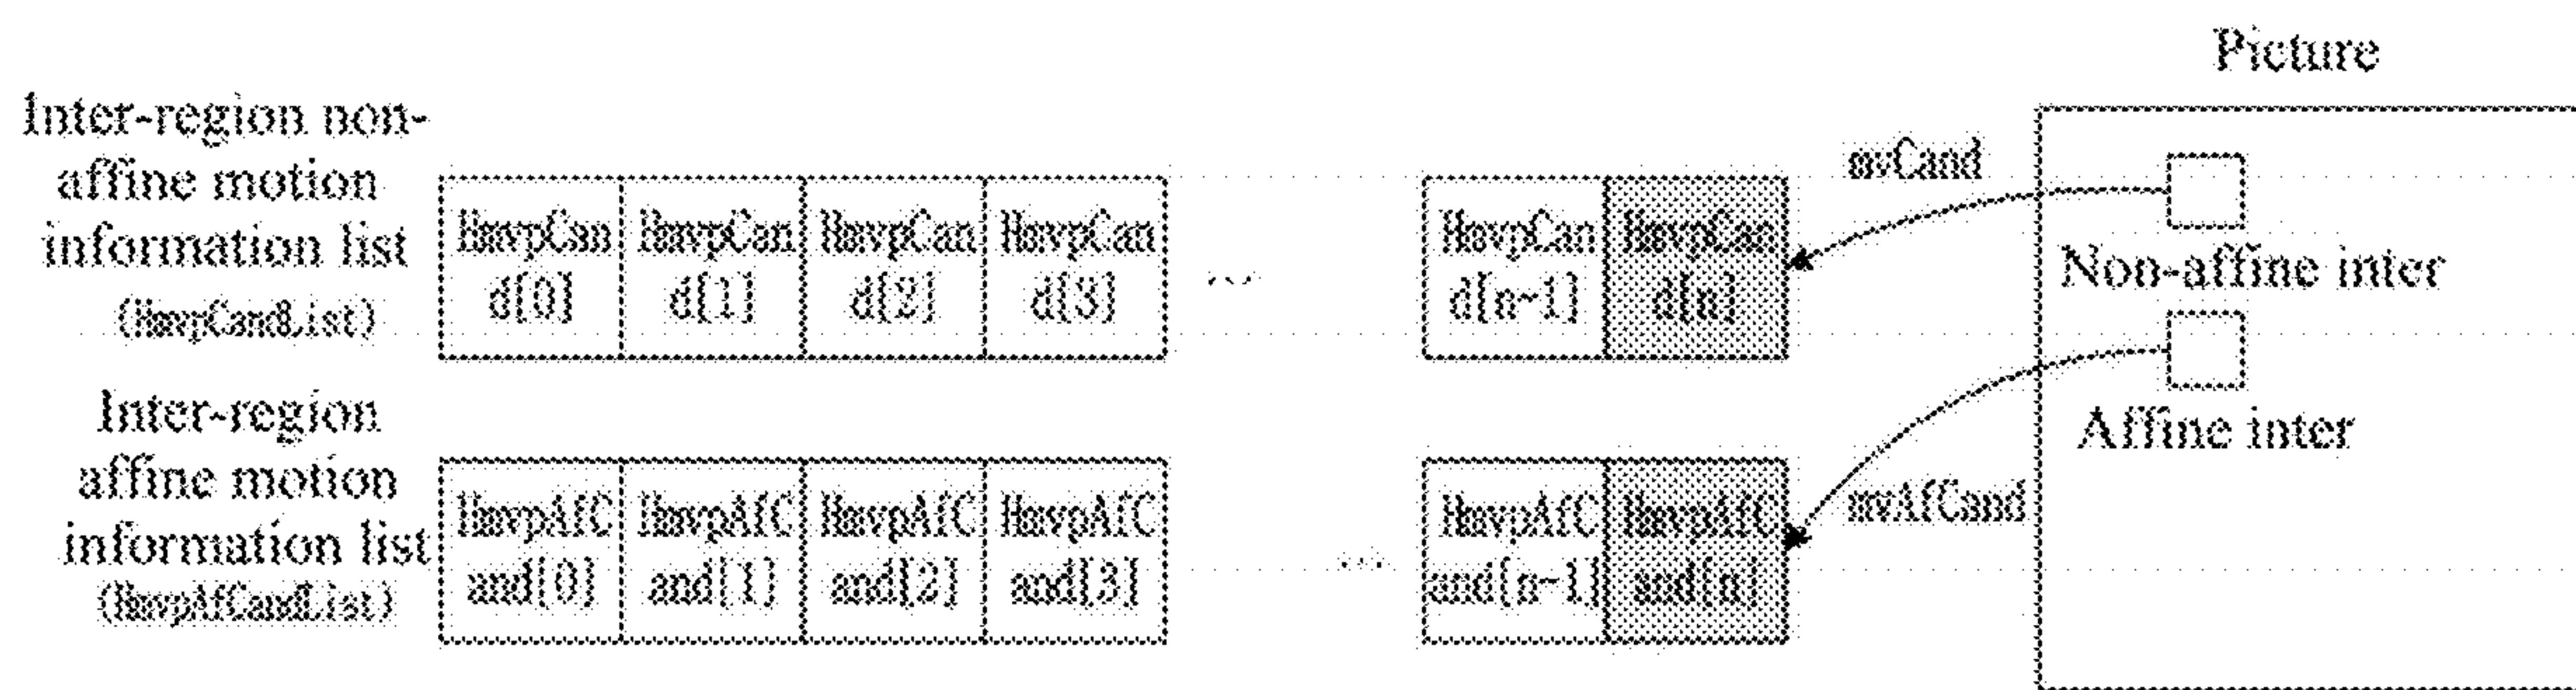 Picture
Inter-region non-
affine motion
information list
(HmvpCandList)
HmvpCan
d[0]
HmvpCan
d[1]
HmvpCan
d[2]
HmvpCan
d[3]
...
HmvpCan
d[n-1]
HmvpCan
d[n]
mvCand
Non-affine inter
Affine inter
Inter-region
affine motion
information list
(HmvpAfCandList)
HmvpAfC
and[0]
HmvpAfC
and[1]
HmvpAfC
and[2]
HmvpAfC
and[3]
...
HmvpAfC
and[n-1]
HmvpAfC
and[n]
mvAfCand